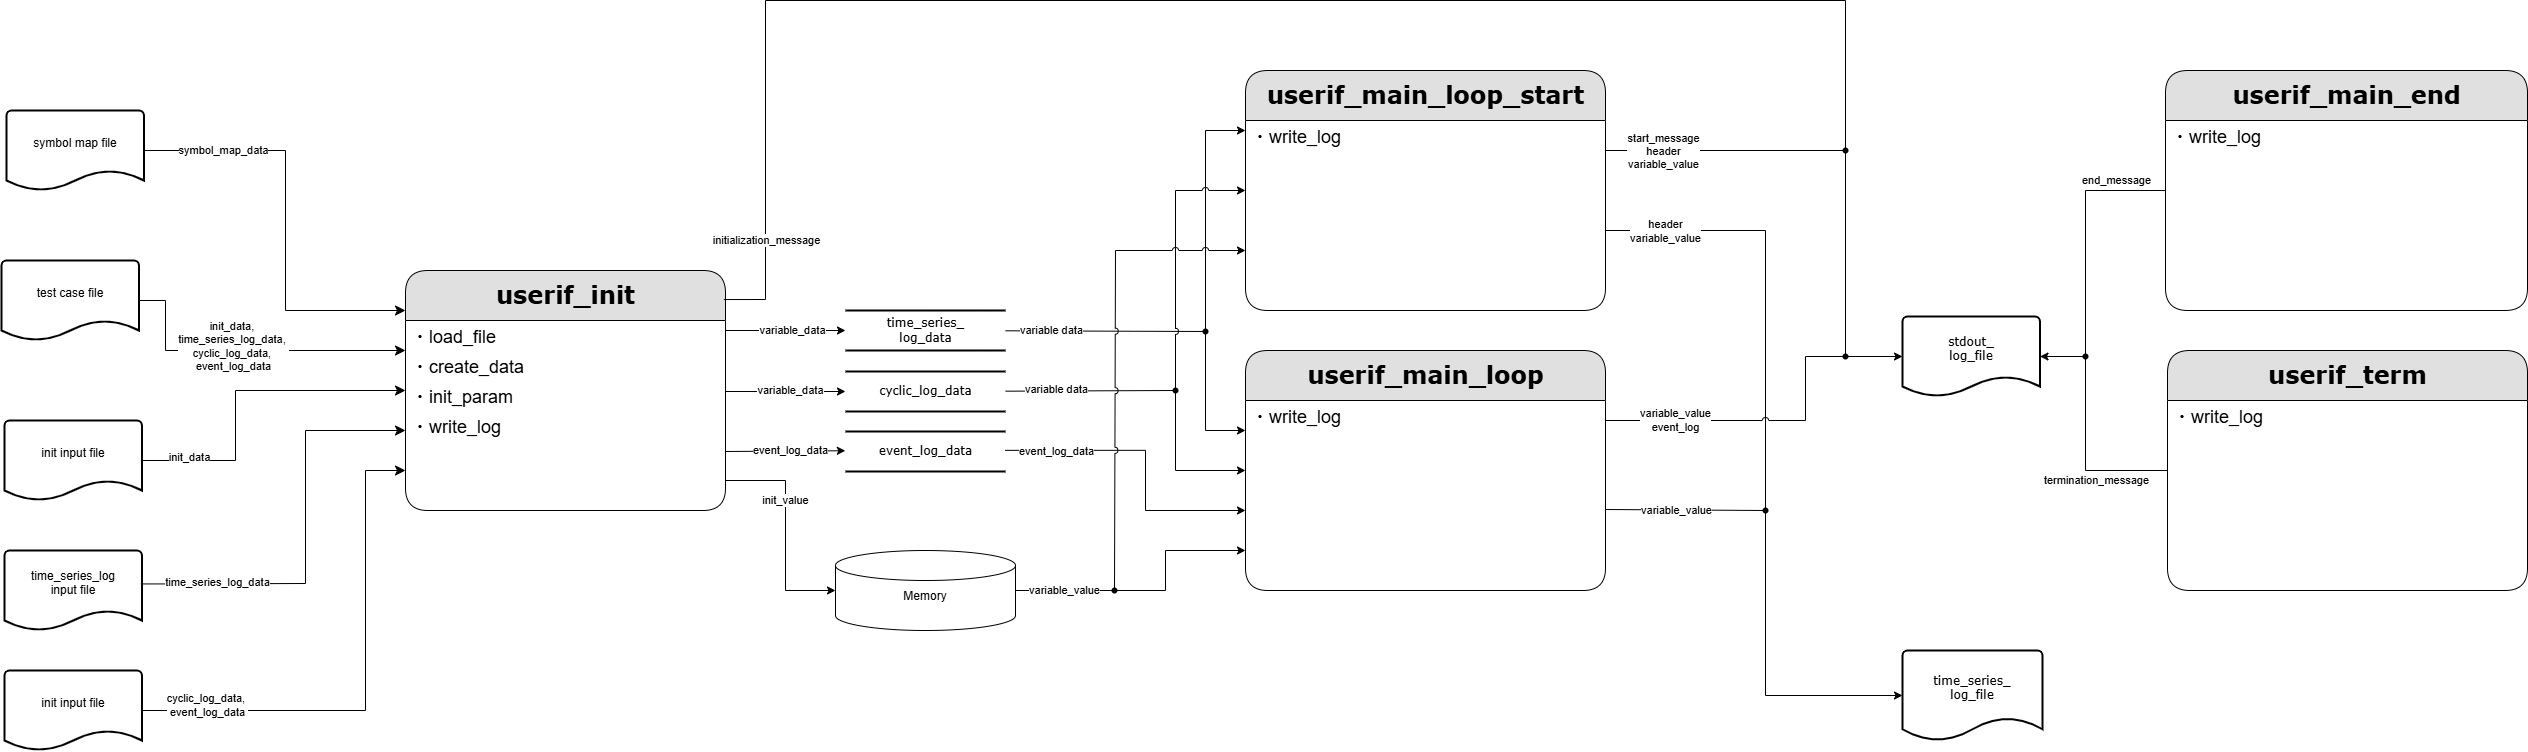 symbol map file
symbol_map_data
test case file
init_data,
time_series_log_data,
cyclic_log_data,
event_log_data
init input file
init_data
time_series_log
input file
time_series_log_data
init input file
cyclic_log_data,
event_log_data
userif_init
・load_file
・create_data
・init_param
・write_log
initialization_message
variable_data
variable_data
event_log_data
init_value
time_series_
log_data
cyclic_log_data
event_log_data
Memory
variable data
variable data
event_log_data
variable_value
userif_main_loop_start
・write_log
userif_main_loop
・write_log
start_message
header
variable_value
header
variable_value
variable_value
event_log
variable_value
stdout_
log_file
time_series_
log_file
end_message
termination_message
userif_main_end
・write_log
userif_term
・write_log